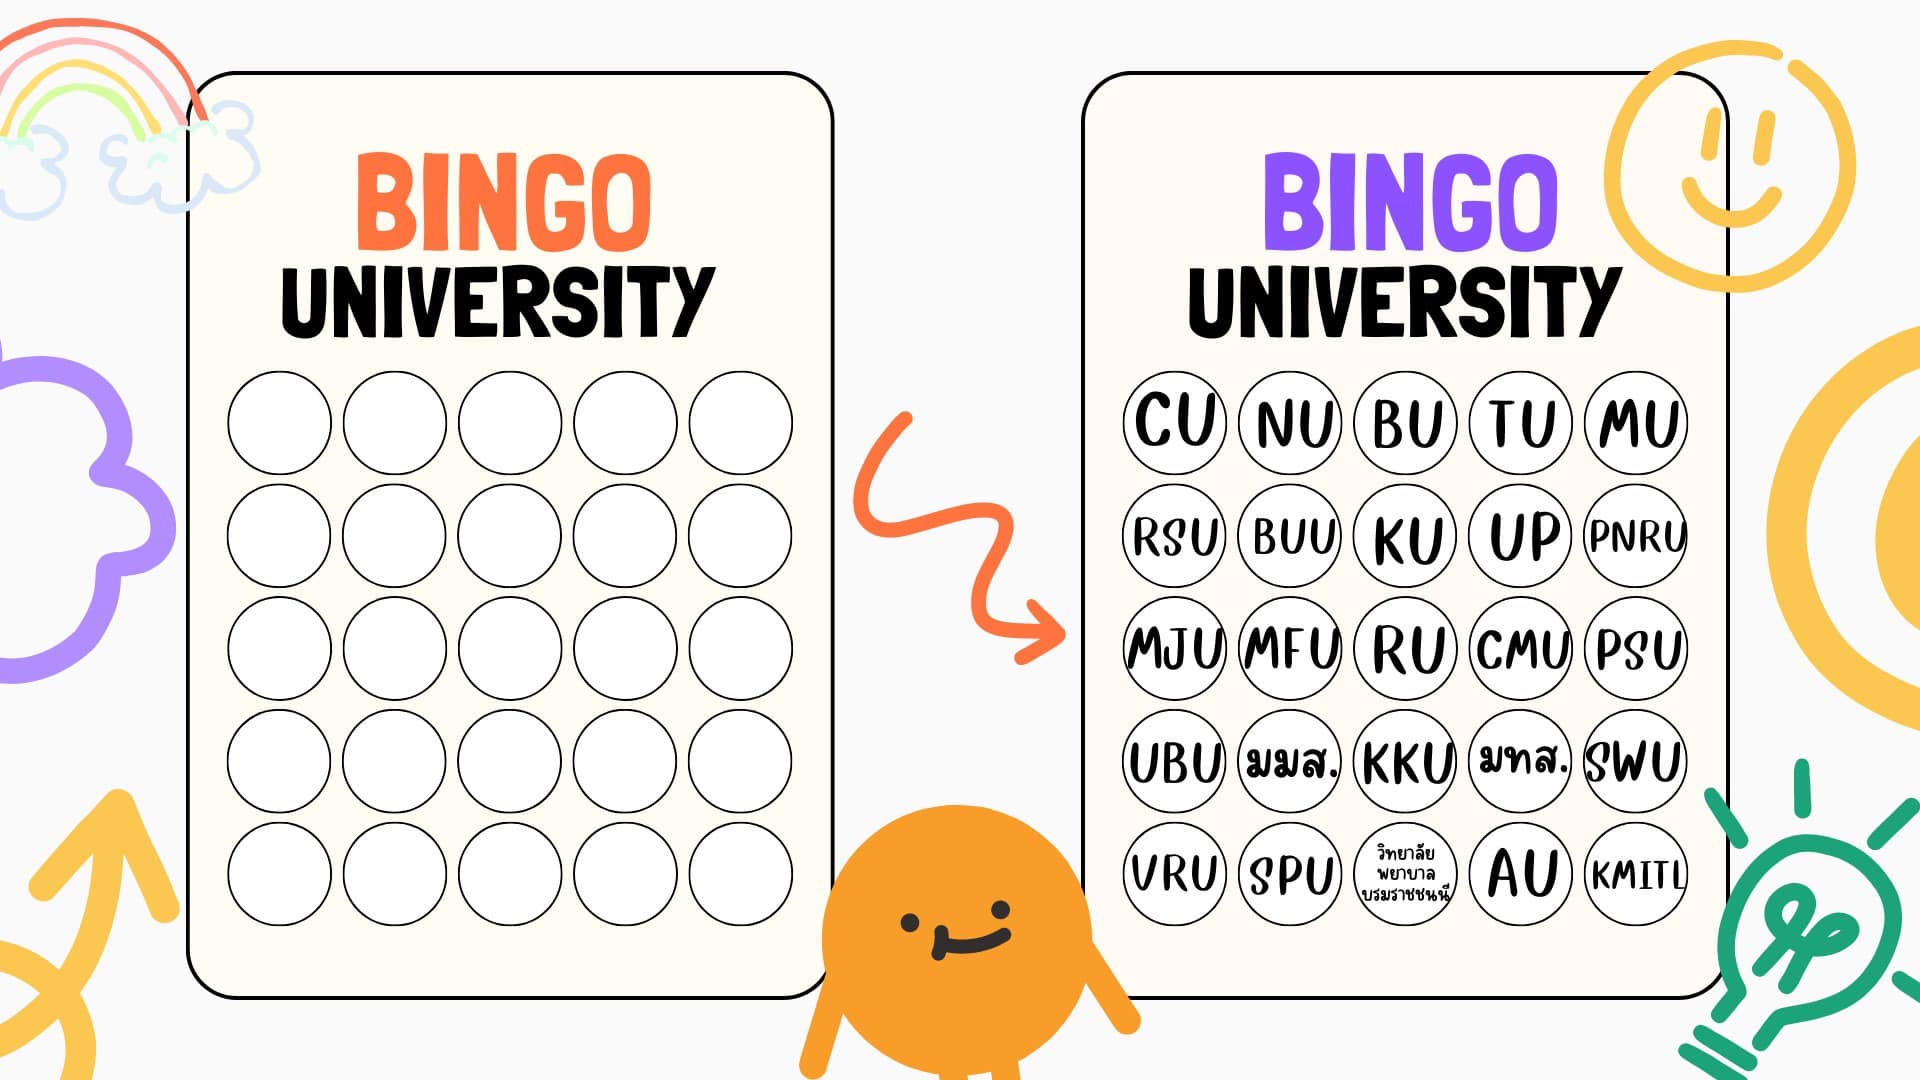 BINGO
UNIVERSITY
BINGO
UNIVERSITY
CU NU BU TU MU
RSU BUU KU UP PNRU
MJU MFU RU CMU PSU
UBU มมส. KKU มทส. SWU
VRU SPU วิทยาลัย
พยาบาล
บรมราชชนนี AU KMITL